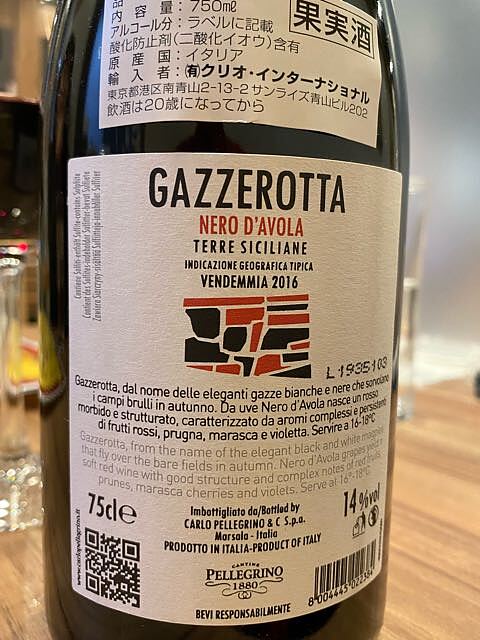 品
内容量：750㎖
アルコール分：ラベルに記載
酸化防止剤(二酸化イオウ)含有
原産国：イタリア
輸入者：㈲クリオ・インターナショナル
東京都港区南青山2-13-2 サンライズ青山ビル202
飲酒は20歳になってから
果実酒
GAZZEROTTA
NERO D'AVOLA
TERRE SICILIANE
INDICAZIONE GEOGRAFICA TIPICA
VENDEMMIA 2016
L1935103
Gazzerotta, dal nome delle eleganti gazze bianche e nere che sorvolano
i campi brulli in autunno. Da uve Nero d'Avola nasce un rosso
morbido e strutturato, caratterizzato da aromi complessi e persistenti
di frutti rossi, prugna, marasca e violetta. Servire a 16-18°C
Gazzerotta, from the name of the elegant black and white magpies
that fly over the bare fields in autumn. Nero d'Avola grapes yield a
soft red wine with good structure and complex notes of red fruits,
prunes, marasca cherries and violets. Serve at 16°-18°C.
75cl e
www.carlopellegrino.it
Imbottigliato da/Bottled by
CARLO PELLEGRINO & C S.p.a.
Marsala - Italia
PRODOTTO IN ITALIA-PRODUCT OF ITALY
14%vol
CANTINE
PELLEGRINO
1880
BEVI RESPONSABILMENTE
8 004445 022384